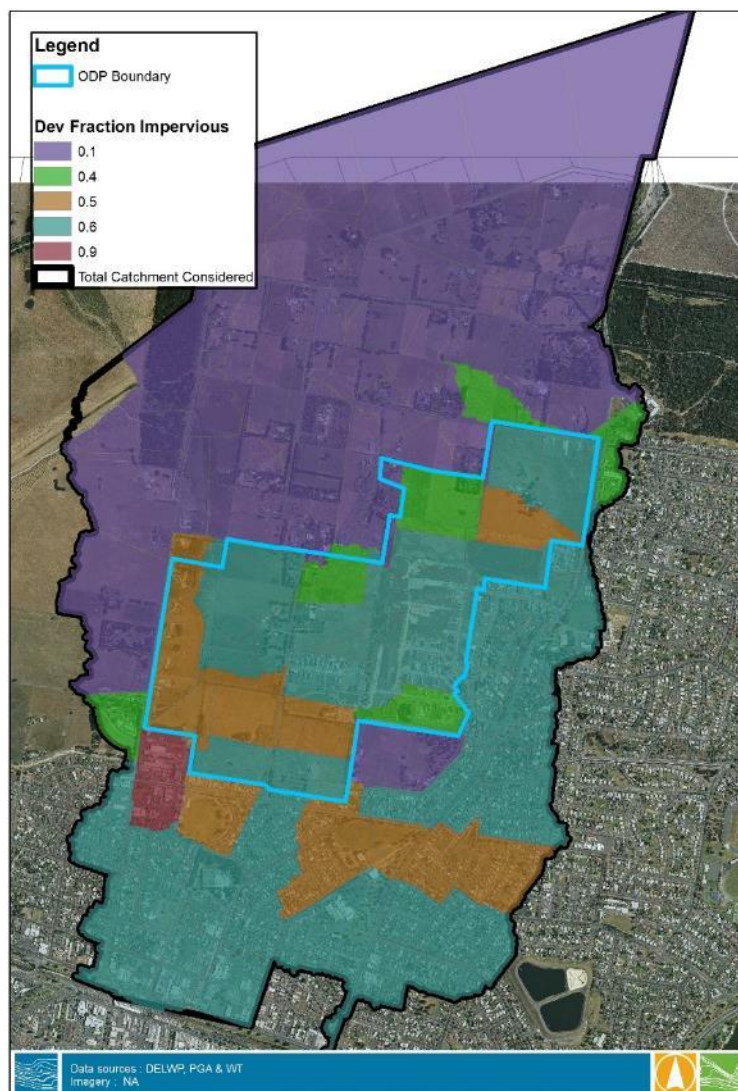 Legend
ODP Boundary
Dev Fraction Impervious
0.1
0.4
0.5
0.6
0.9
Total Catchment Considered
Data sources : DELWP, PGA & WT
Imagery : NA